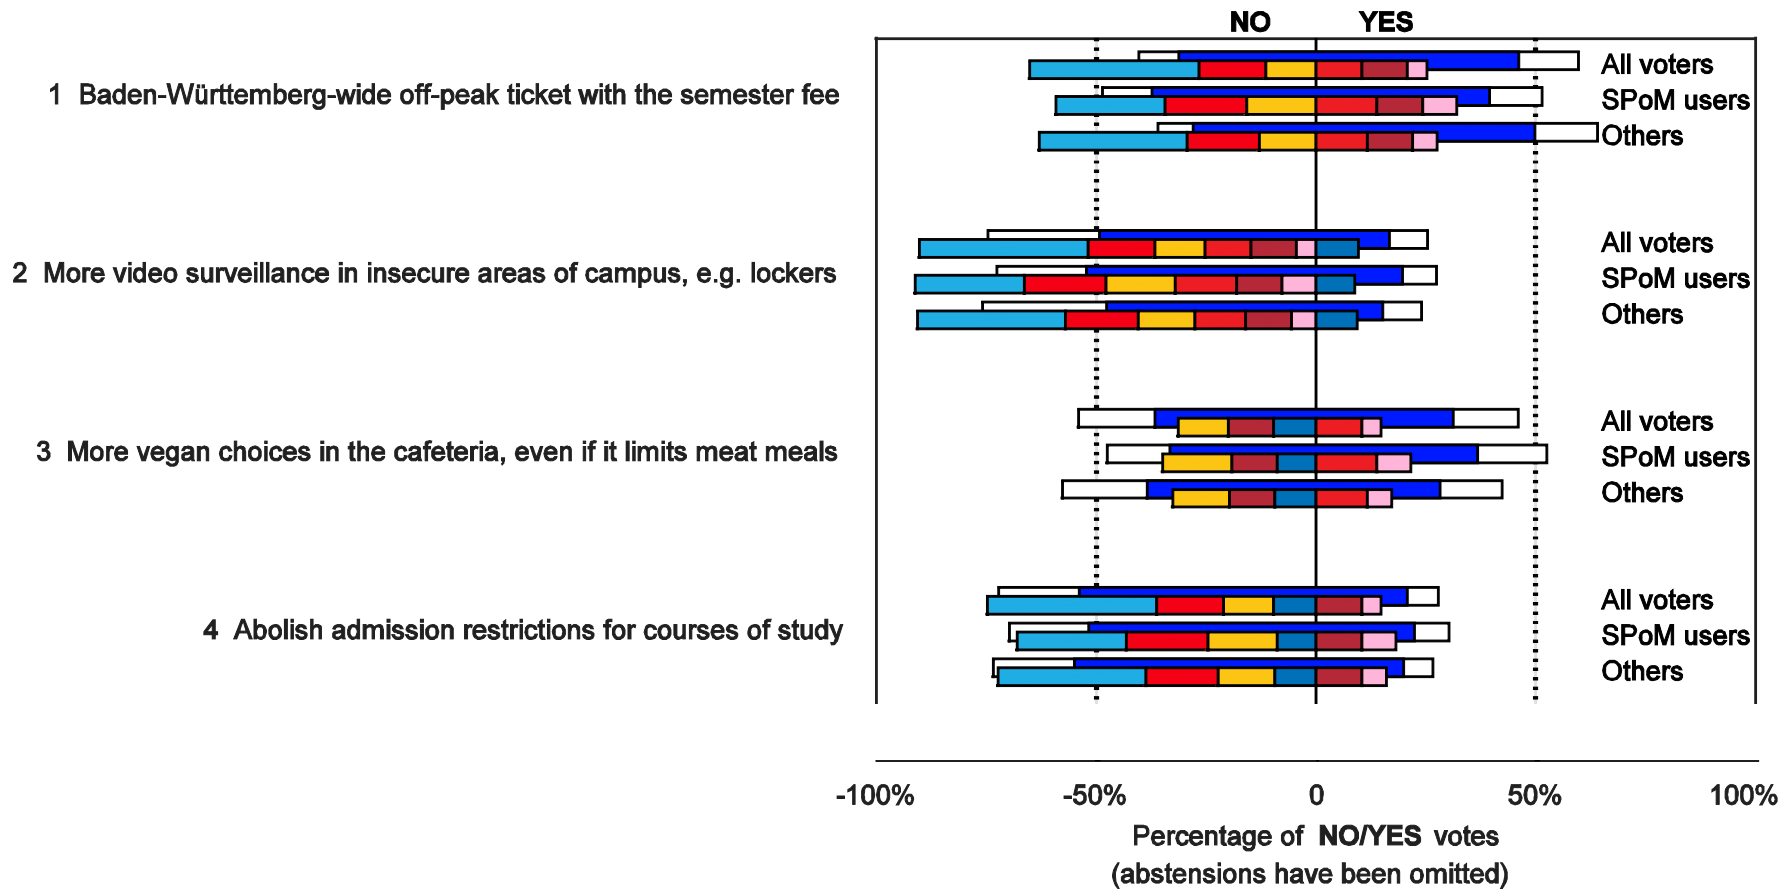 NO YES
1 Baden-Württemberg-wide off-peak ticket with the semester fee
All voters
SPoM users
Others
2 More video surveillance in insecure areas of campus, e.g. lockers
All voters
SPoM users
Others
3 More vegan choices in the cafeteria, even if it limits meat meals
All voters
SPoM users
Others
4 Abolish admission restrictions for courses of study
All voters
SPoM users
Others
-100% -50% 0 50% 100%
Percentage of NO/YES votes
(abstensions have been omitted)